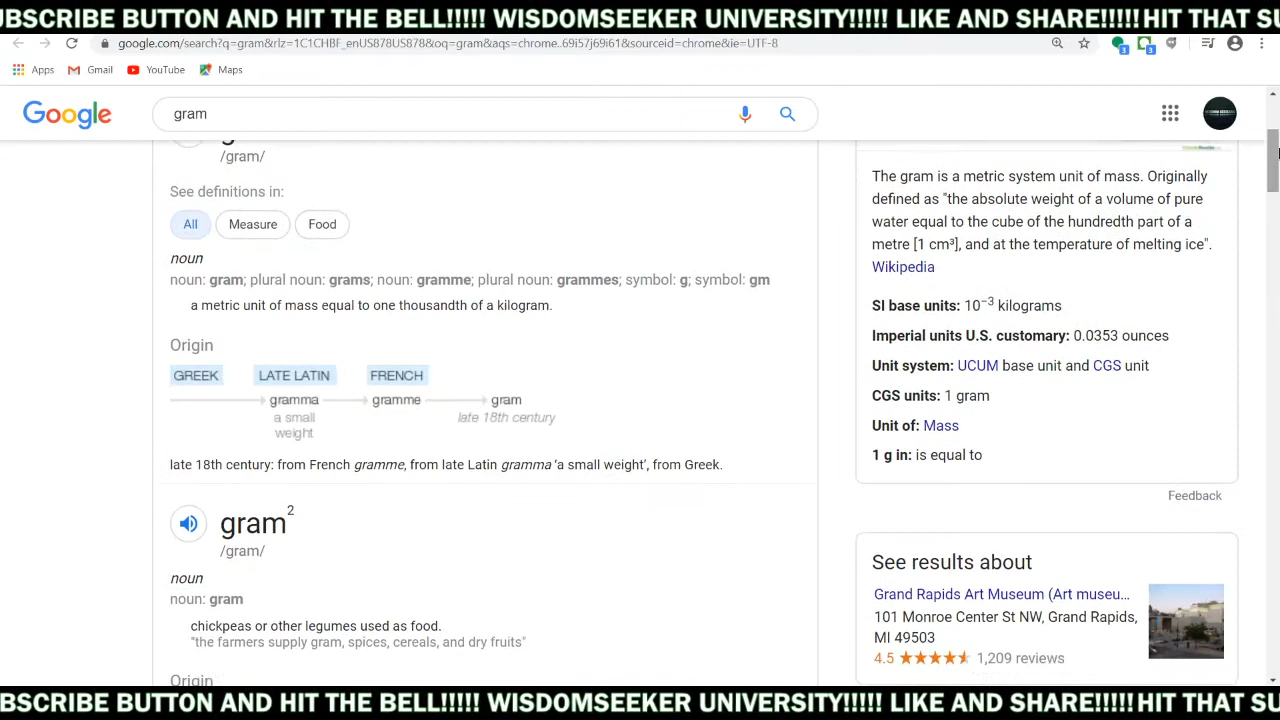 UBSCRIBE BUTTON AND HIT THE BELL!!!!! WISDOMSEEKER UNIVERSITY!!!!! LIKE AND SHARE!!!!! HIT THAT SU
google.com/search?q=gram&rlz=1C1CHBF_enUS878US878&oq=gram&aqs=chrome..69i57j69i61&sourceid=chrome&ie=UTF-8
3
3
Apps
Gmail
YouTube
Maps
Google
gram
/gram/
See definitions in:
All
Measure
Food
noun
noun: gram; plural noun: grams; noun: gramme; plural noun: grammes; symbol: g; symbol: gm
a metric unit of mass equal to one thousandth of a kilogram.
Origin
GREEK
LATE LATIN
FRENCH
gramma
gramme
gram
a small
weight
late 18th century
late 18th century: from French gramme, from late Latin gramma ‘a small weight’, from Greek.
gram²
/gram/
noun
noun: gram
chickpeas or other legumes used as food.
"the farmers supply gram, spices, cereals, and dry fruits"
Origin
The gram is a metric system unit of mass. Originally
defined as "the absolute weight of a volume of pure
water equal to the cube of the hundredth part of a
metre [1 cm³], and at the temperature of melting ice".
Wikipedia
SI base units: 10⁻³ kilograms
Imperial units U.S. customary: 0.0353 ounces
Unit system: UCUM base unit and CGS unit
CGS units: 1 gram
Unit of: Mass
1 g in: is equal to
Feedback
See results about
Grand Rapids Art Museum (Art museu...
101 Monroe Center St NW, Grand Rapids,
MI 49503
4.5
1,209 reviews
BSCRIBE BUTTON AND HIT THE BELL!!!!! WISDOMSEEKER UNIVERSITY!!!!! LIKE AND SHARE!!!!! HIT THAT SU